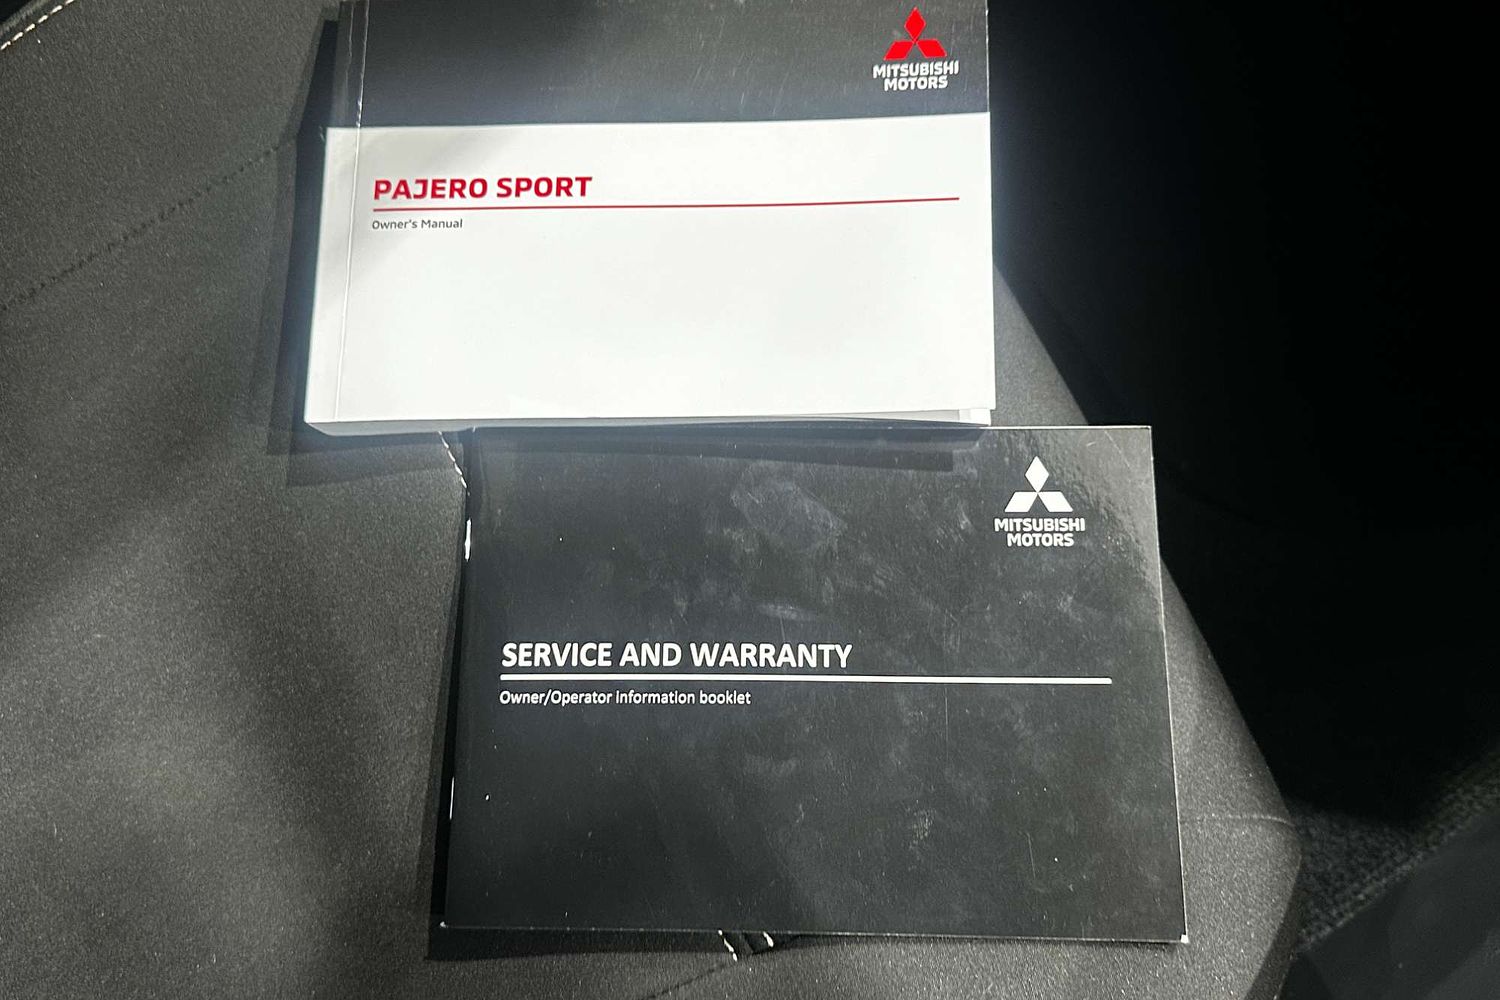 MITSUBISHI
MOTORS
PAJERO SPORT
Owner's Manual
MITSUBISHI
MOTORS
SERVICE AND WARRANTY
Owner/Operator information booklet